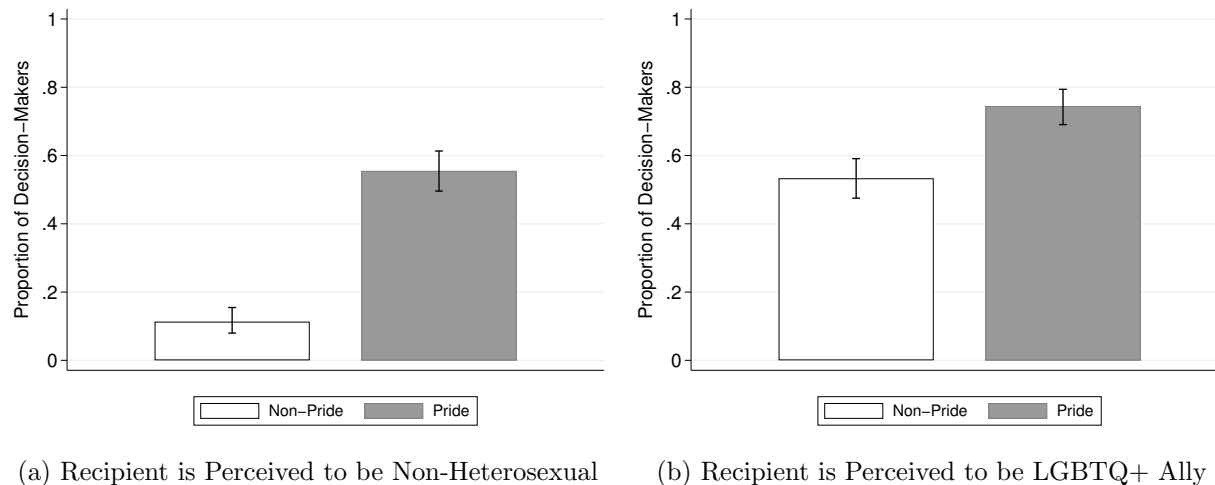 1
.8
.6
.4
.2
0
Proportion of Decision−Makers
Non−Pride Pride
(a) Recipient is Perceived to be Non-Heterosexual
1
.8
.6
.4
.2
0
Proportion of Decision−Makers
Non−Pride Pride
(b) Recipient is Perceived to be LGBTQ+ Ally